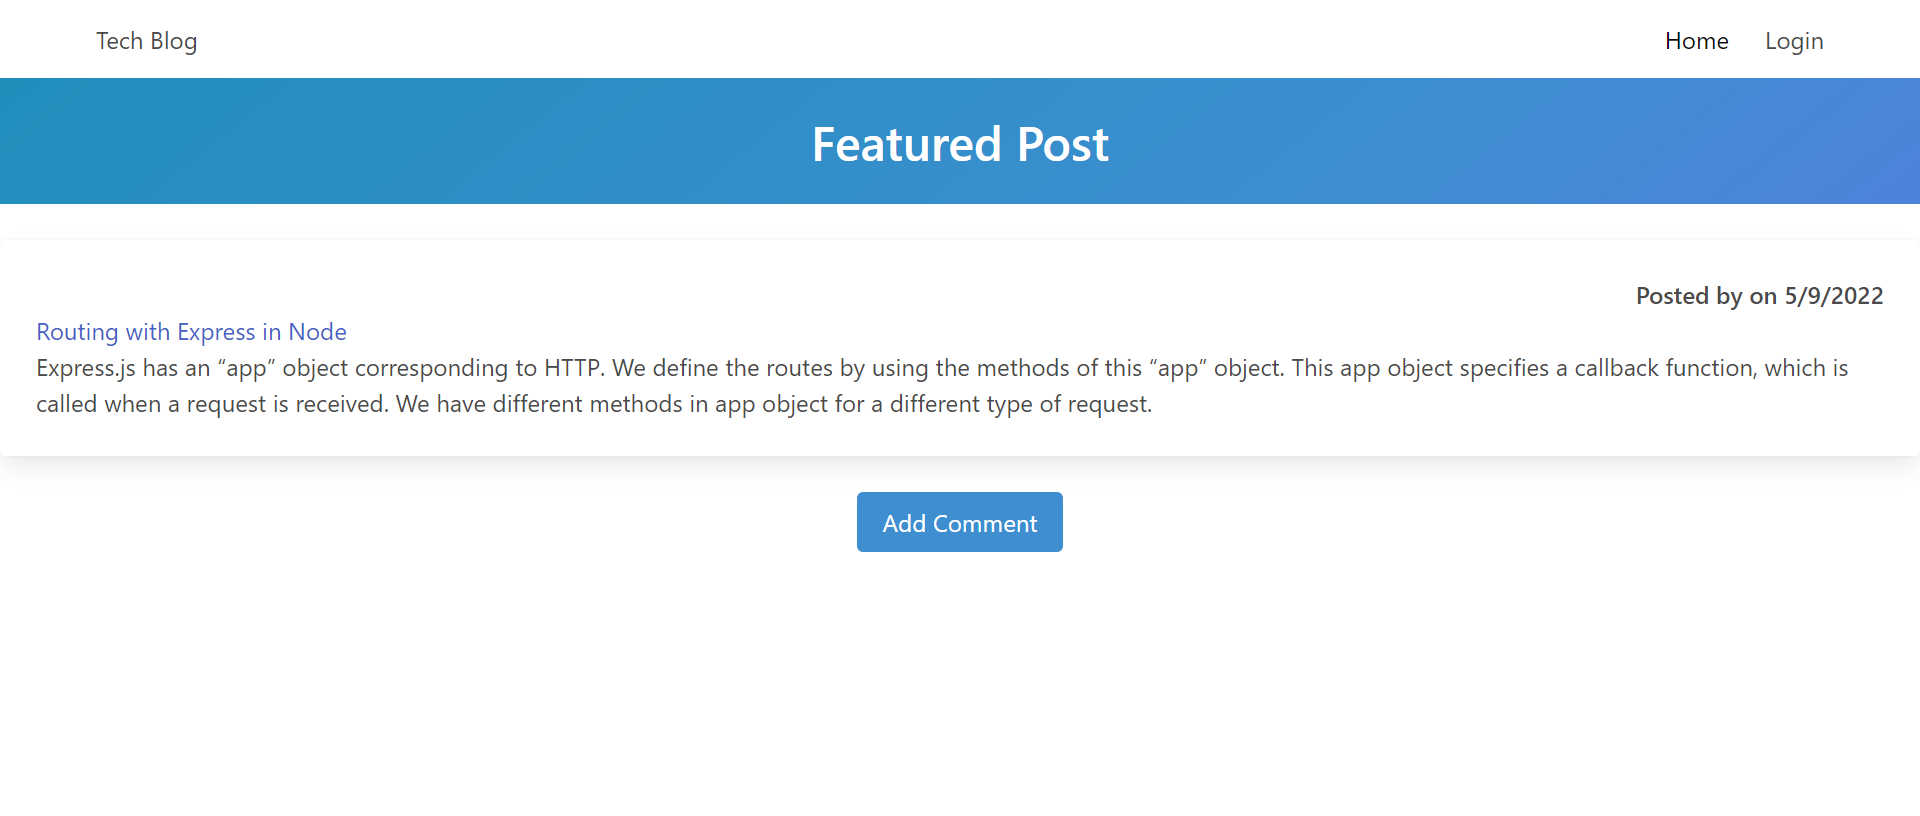 Tech Blog
Home
Login
Featured Post
Posted by on 5/9/2022
Routing with Express in Node
Express.js has an “app” object corresponding to HTTP. We define the routes by using the methods of this “app” object. This app object specifies a callback function, which is
called when a request is received. We have different methods in app object for a different type of request.
Add Comment